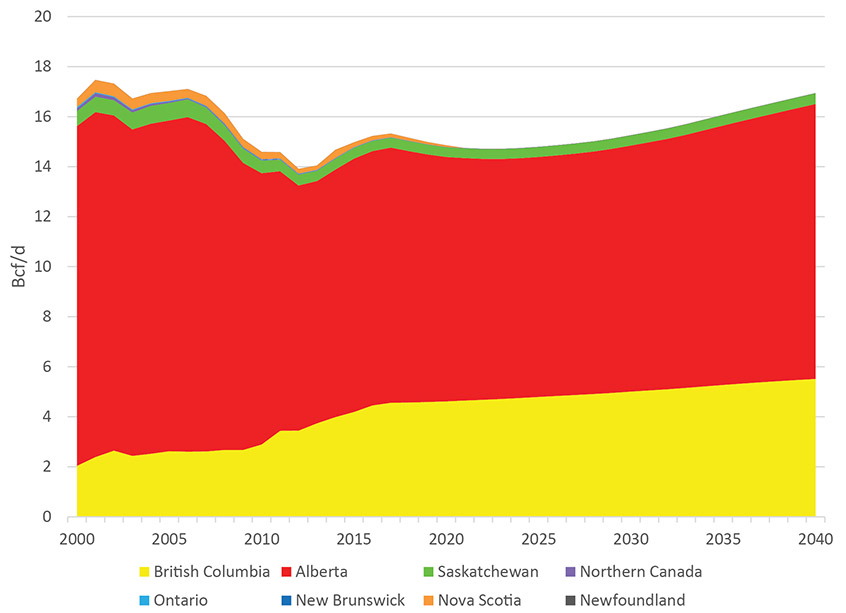 20
18
16
14
12
10
8
6
4
2
0
Bcf/d
2000 2005 2010 2015 2020 2025 2030 2035 2040
British Columbia Alberta Saskatchewan Northern Canada
Ontario New Brunswick Nova Scotia Newfoundland